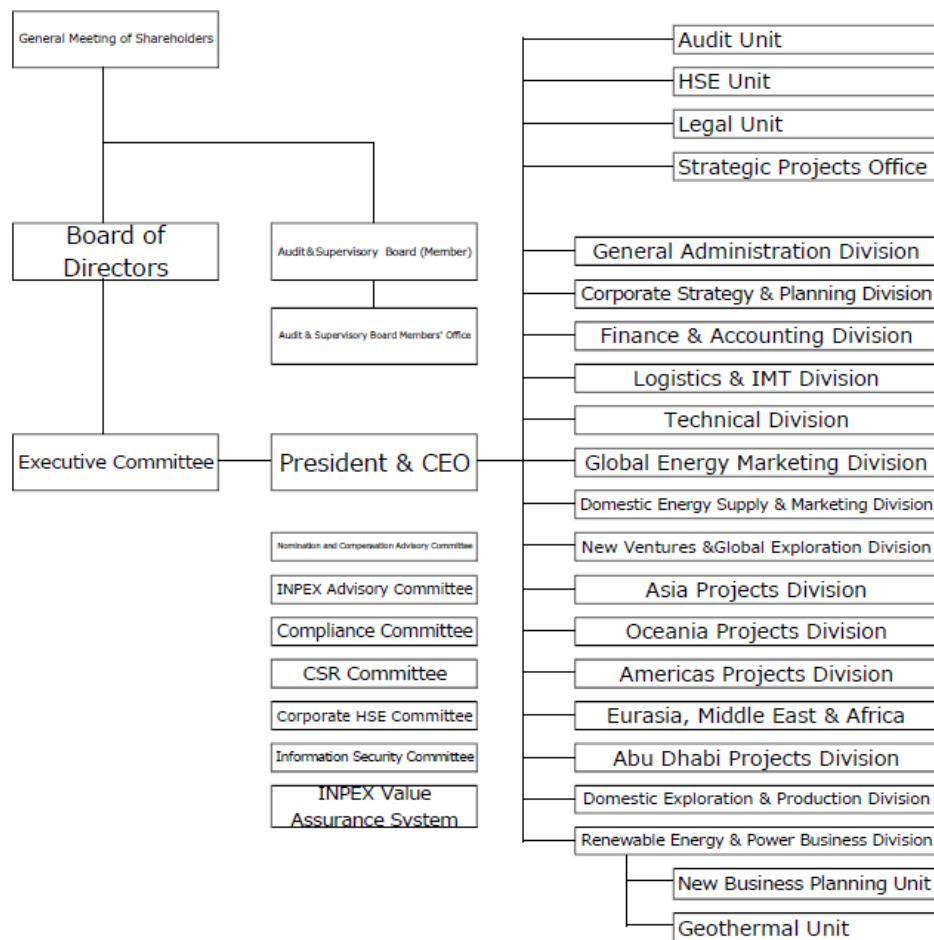 General Meeting of Shareholders
Board of
Directors
Audit&Supervisory Board (Member)
Audit & Supervisory Board Members' Office
Executive Committee
President & CEO
Nomination and Compensation Advisory Committee
INPEX Advisory Committee
Compliance Committee
CSR Committee
Corporate HSE Committee
Information Security Committee
INPEX Value
Assurance System
Audit Unit
HSE Unit
Legal Unit
Strategic Projects Office
General Administration Division
Corporate Strategy & Planning Division
Finance & Accounting Division
Logistics & IMT Division
Technical Division
Global Energy Marketing Division
Domestic Energy Supply & Marketing Division
New Ventures &Global Exploration Division
Asia Projects Division
Oceania Projects Division
Americas Projects Division
Eurasia, Middle East & Africa
Abu Dhabi Projects Division
Domestic Exploration & Production Division
Renewable Energy & Power Business Division
New Business Planning Unit
Geothermal Unit